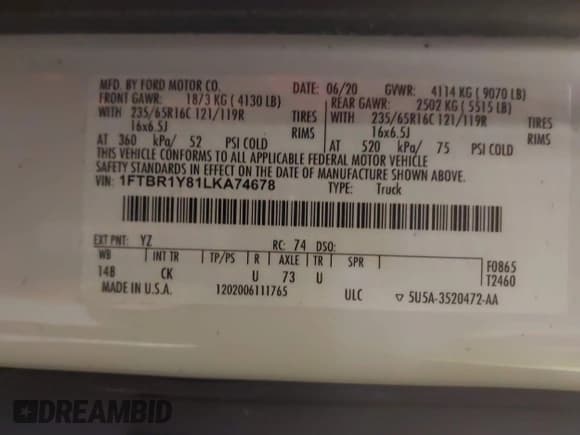 MFD. BY FORD MOTOR CO. DATE: 06/20 GVWR: 4114 KG ( 9070 LB)
FRONT GAWR: 18/3 KG ( 4130 LB) REAR GAWR: 2502 KG ( 5515 LB)
WITH 235/65R16C 121/119R TIRES WITH 235/65R16C 121/119R TIRES
16x6.5J RIMS 16x6.5J RIMS
AT 360 kPa/ 52 PSI COLD AT 520 kPa/ 75 PSI COLD
THIS VEHICLE CONFORMS TO ALL APPLICABLE FEDERAL MOTOR VEHICLE
SAFETY STANDARDS IN EFFECT ON THE DATE OF MANUFACTURE SHOWN ABOVE.
VIN: 1FTBR1Y81LKA74678 TYPE: Truck
EXT PNT: YZ RC: 74 DSO:
WB INT TR TP/PS R AXLE TR SPR F0865
14B CK U 73 U T2460
MADE IN U.S.A. 1202006111765 ULC ▽ 5U5A-3520472-AA
DREAMBID